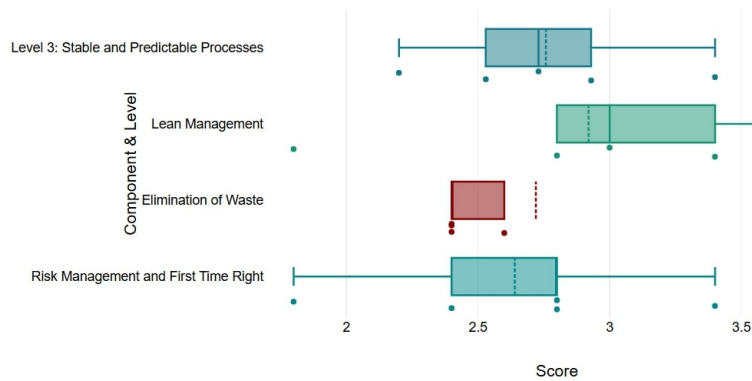 Level 3: Stable and Predictable Processes
Lean Management
Component & Level
Elimination of Waste
Risk Management and First Time Right
2
2.5
3
3.5
Score